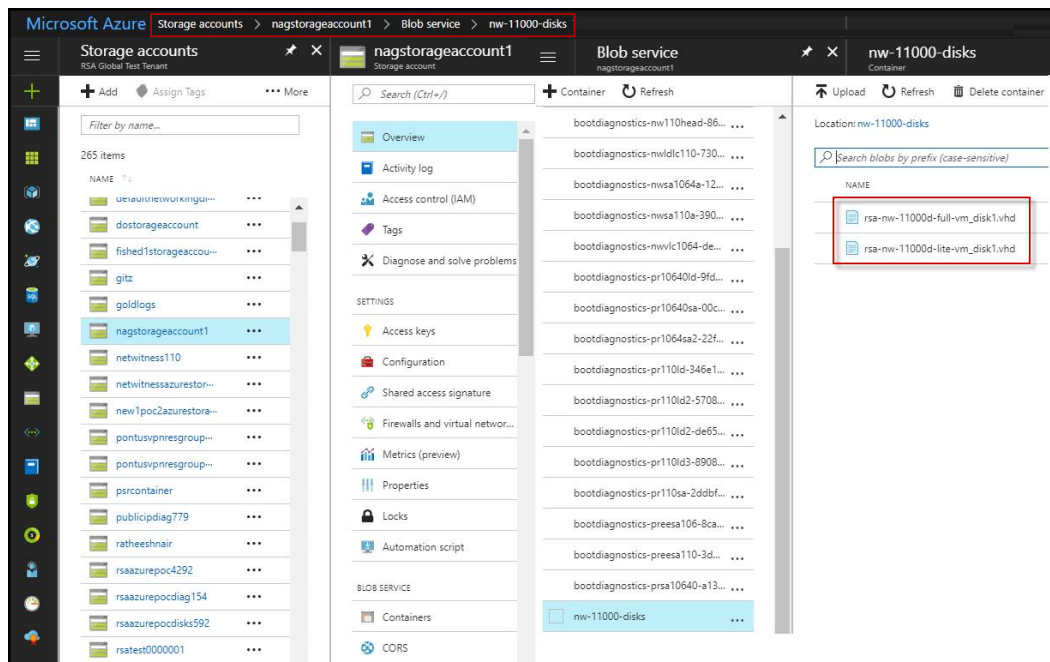 Microsoft Azure Storage accounts > nagstorageaccount1 > Blob service > nw-11000-disks
Storage accounts
RSA Global Test Tenant
Add Assign Tags ••• More
Filter by name...
265 items
NAME
defaultnetworkingdi···
dostorageaccount
fished1storageaccou···
gitz
goldlogs
nagstorageaccount1
netwitness110
netwitnessazurestor···
new1poc2azurestora···
pontusvpnresgroup···
pontusvpnresgroup···
psrcontainer
publicipdiag779
ratheeshnair
rsaazurepoc4292
rsaazurepocdiag154
rsaazurepocdisks592
rsatest0000001
nagstorageaccount1
Storage account
Search (Ctrl+/)
Overview
Activity log
Access control (IAM)
Tags
Diagnose and solve problems
SETTINGS
Access keys
Configuration
Shared access signature
Firewalls and virtual networ...
Metrics (preview)
Properties
Locks
Automation script
BLOB SERVICE
Containers
CORS
Blob service
nagstorageaccount1
Container Refresh
bootdiagnostics-nw110head-86...
bootdiagnostics-nwldlc110-730...
bootdiagnostics-nwsa1064a-12...
bootdiagnostics-nwsa110a-390...
bootdiagnostics-nwvlc1064-de...
bootdiagnostics-pr10640ld-9fd...
bootdiagnostics-pr10640sa-00c...
bootdiagnostics-pr1064sa2-22f...
bootdiagnostics-pr110ld-346e1...
bootdiagnostics-pr110ld2-5708...
bootdiagnostics-pr110ld2-de65...
bootdiagnostics-pr110ld3-8908...
bootdiagnostics-pr110sa-2ddbf...
bootdiagnostics-preesa106-8ca...
bootdiagnostics-preesa110-3d...
bootdiagnostics-prsa10640-a13...
nw-11000-disks
nw-11000-disks
Container
Upload Refresh Delete container
Location: nw-11000-disks
Search blobs by prefix (case-sensitive)
NAME
rsa-nw-11000d-full-vm_disk1.vhd
rsa-nw-11000d-lite-vm_disk1.vhd